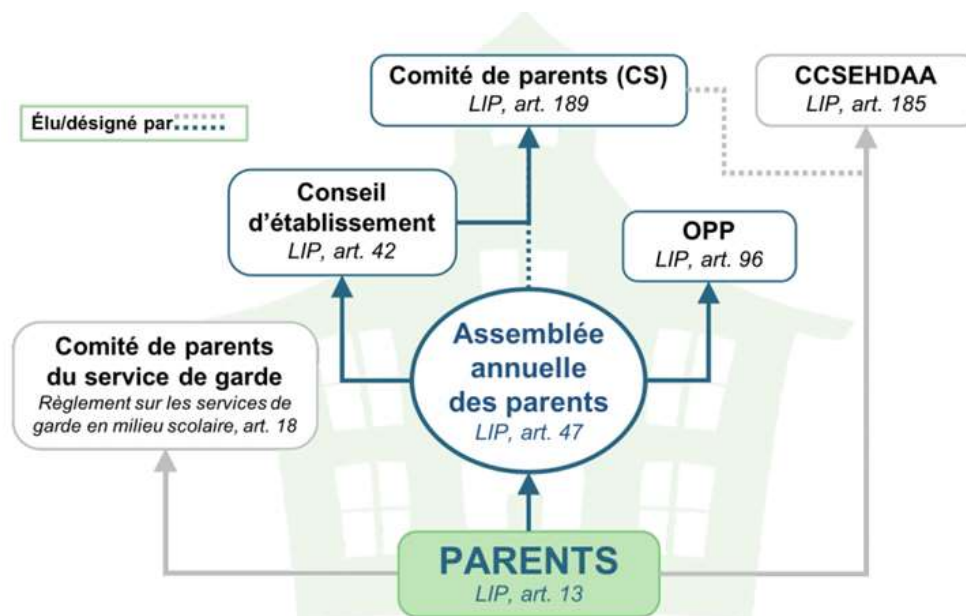 Comité de parents (CS)
LIP, art. 189
CCSEHDAA
LIP, art. 185
Élu/désigné par
Conseil
d'établissement
LIP, art. 42
OPP
LIP, art. 96
Comité de parents
du service de garde
Règlement sur les services de
garde en milieu scolaire, art. 18
Assemblée
annuelle
des parents
LIP, art. 47
PARENTS
LIP, art. 13